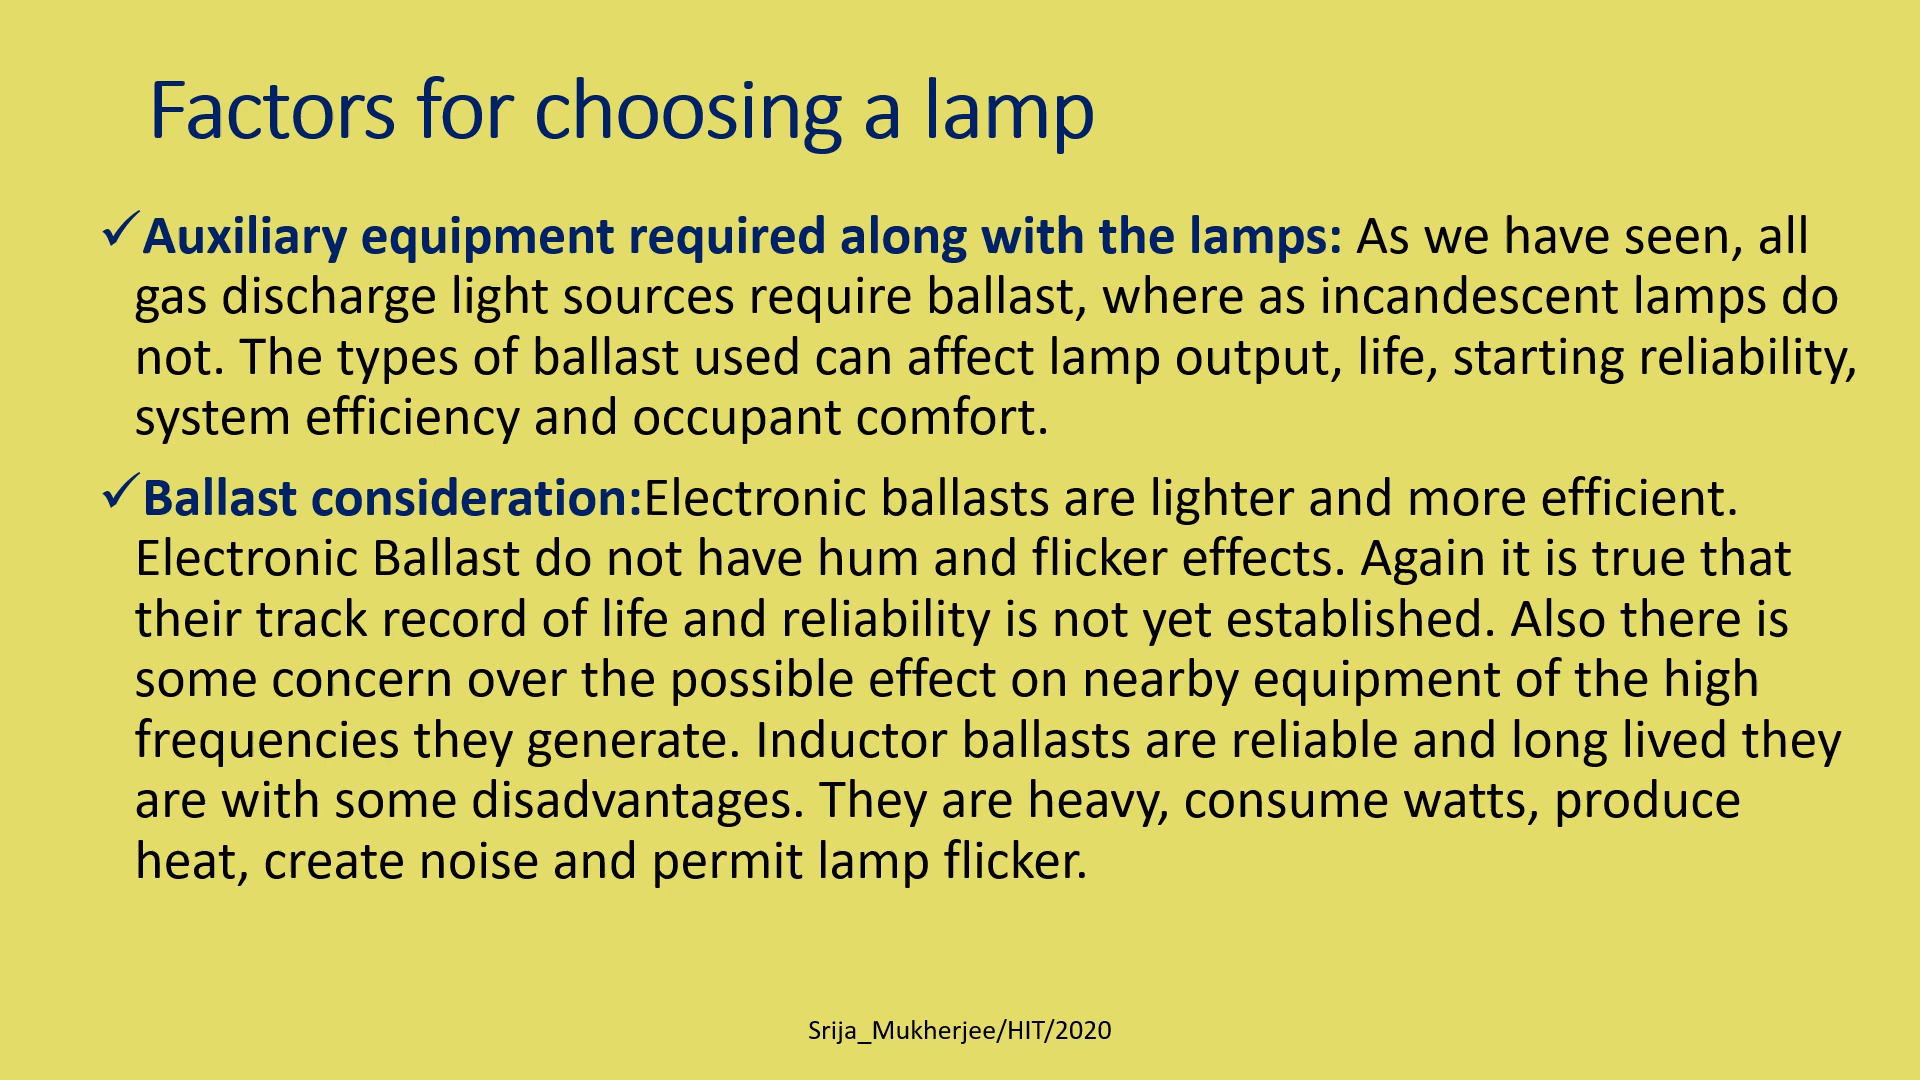 Factors for choosing a lamp
✓Auxiliary equipment required along with the lamps: As we have seen, all
gas discharge light sources require ballast, where as incandescent lamps do
not. The types of ballast used can affect lamp output, life, starting reliability,
system efficiency and occupant comfort.
✓Ballast consideration:Electronic ballasts are lighter and more efficient.
Electronic Ballast do not have hum and flicker effects. Again it is true that
their track record of life and reliability is not yet established. Also there is
some concern over the possible effect on nearby equipment of the high
frequencies they generate. Inductor ballasts are reliable and long lived they
are with some disadvantages. They are heavy, consume watts, produce
heat, create noise and permit lamp flicker.
Srija_Mukherjee/HIT/2020